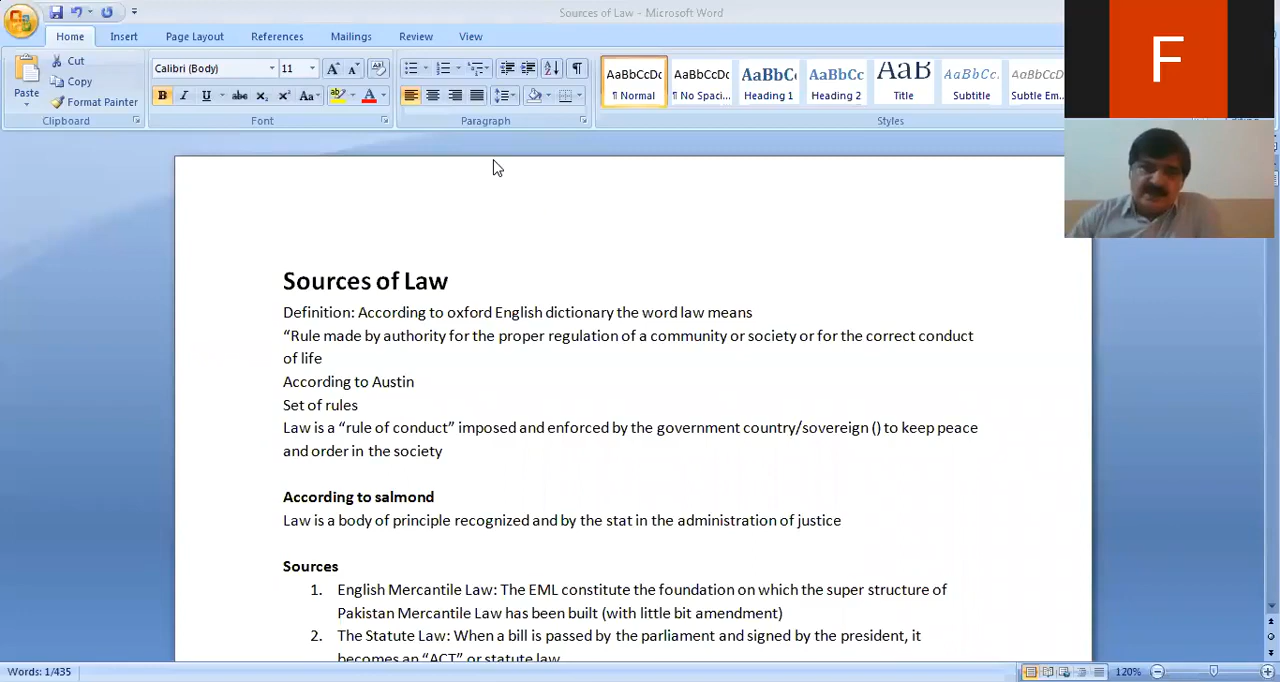 Sources of Law - Microsoft Word
Home Insert Page Layout References Mailings Review View
Cut
Copy
Format Painter
Paste
Clipboard
Calibri (Body) 11
Font
Paragraph
AaBbCcDc AaBbCcDc AaBbC AaBbCc AaB AaBbCc. AaBbCcDc
¶ Normal ¶ No Spaci... Heading 1 Heading 2 Title Subtitle Subtle Em...
Styles
F
Sources of Law
Definition: According to oxford English dictionary the word law means
“Rule made by authority for the proper regulation of a community or society or for the correct conduct
of life
According to Austin
Set of rules
Law is a “rule of conduct” imposed and enforced by the government country/sovereign () to keep peace
and order in the society
According to salmond
Law is a body of principle recognized and by the stat in the administration of justice
Sources
1. English Mercantile Law: The EML constitute the foundation on which the super structure of
Pakistan Mercantile Law has been built (with little bit amendment)
2. The Statute Law: When a bill is passed by the parliament and signed by the president, it
becomes an “ACT” or statute law
Words: 1/435
120%